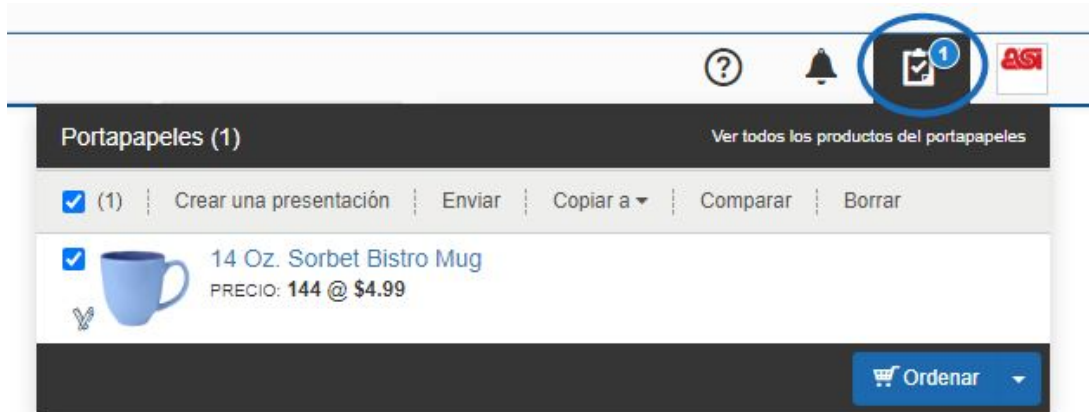 1
ASI
Portapapeles (1)
Ver todos los productos del portapapeles
(1)
Crear una presentación
Enviar
Copiar a
Comparar
Borrar
14 Oz. Sorbet Bistro Mug
PRECIO: 144 @ $4.99
Ordenar